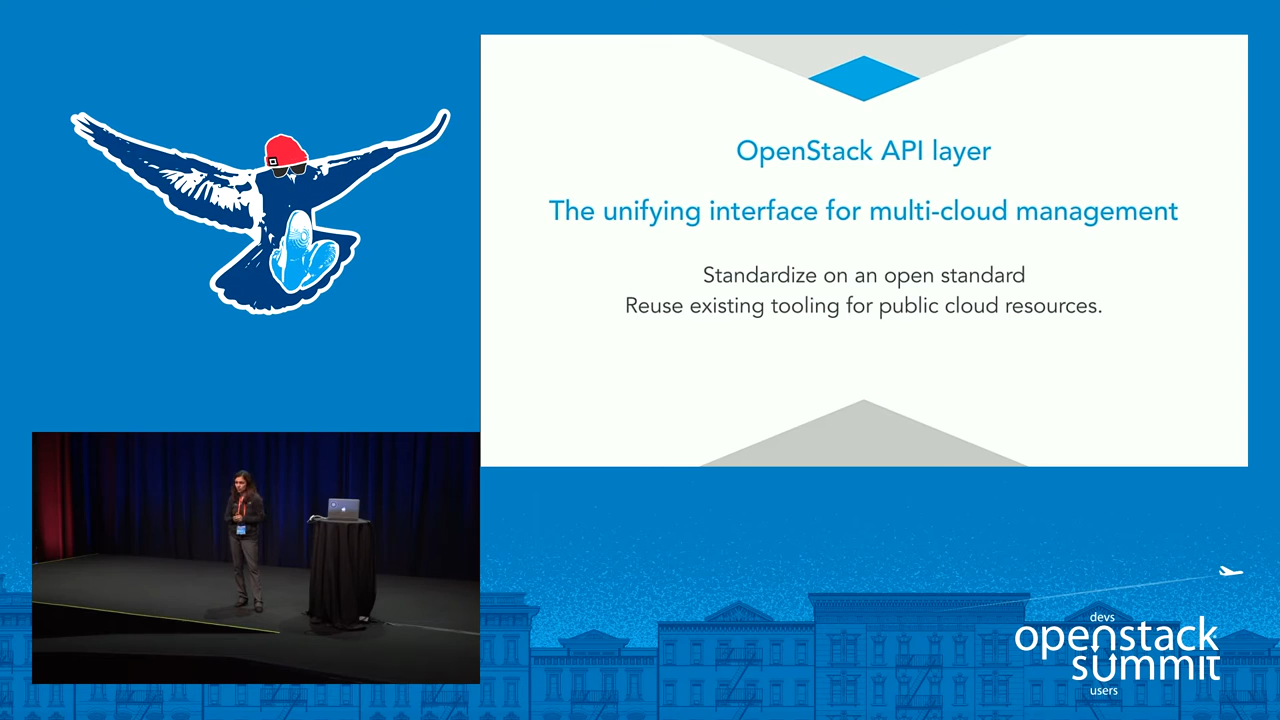 OpenStack API layer
The unifying interface for multi-cloud management
Standardize on an open standard
Reuse existing tooling for public cloud resources.
devs
openstack
summit
users